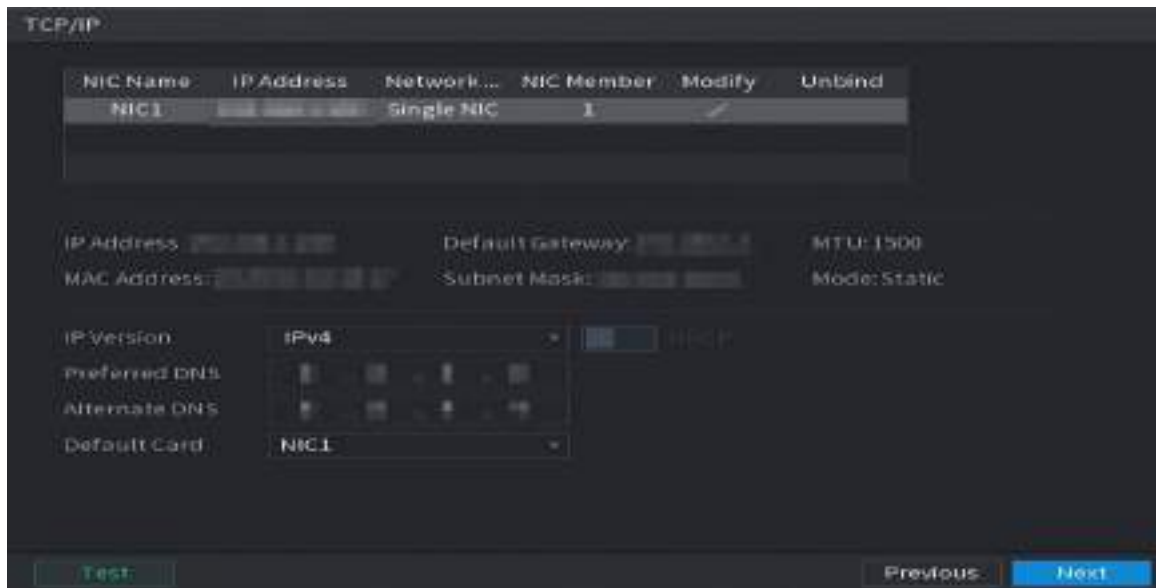 TCP/IP
NIC Name IP Address Network... NIC Member Modify Unbind
NIC1 Single NIC 1
IP Address Default Gateway: MTU: 1500
MAC Address: Subnet Mask: Mode: Static
IP Version IPv4 DHCP
Preferred DNS
Alternate DNS
Default Card NIC1
Test Previous Next